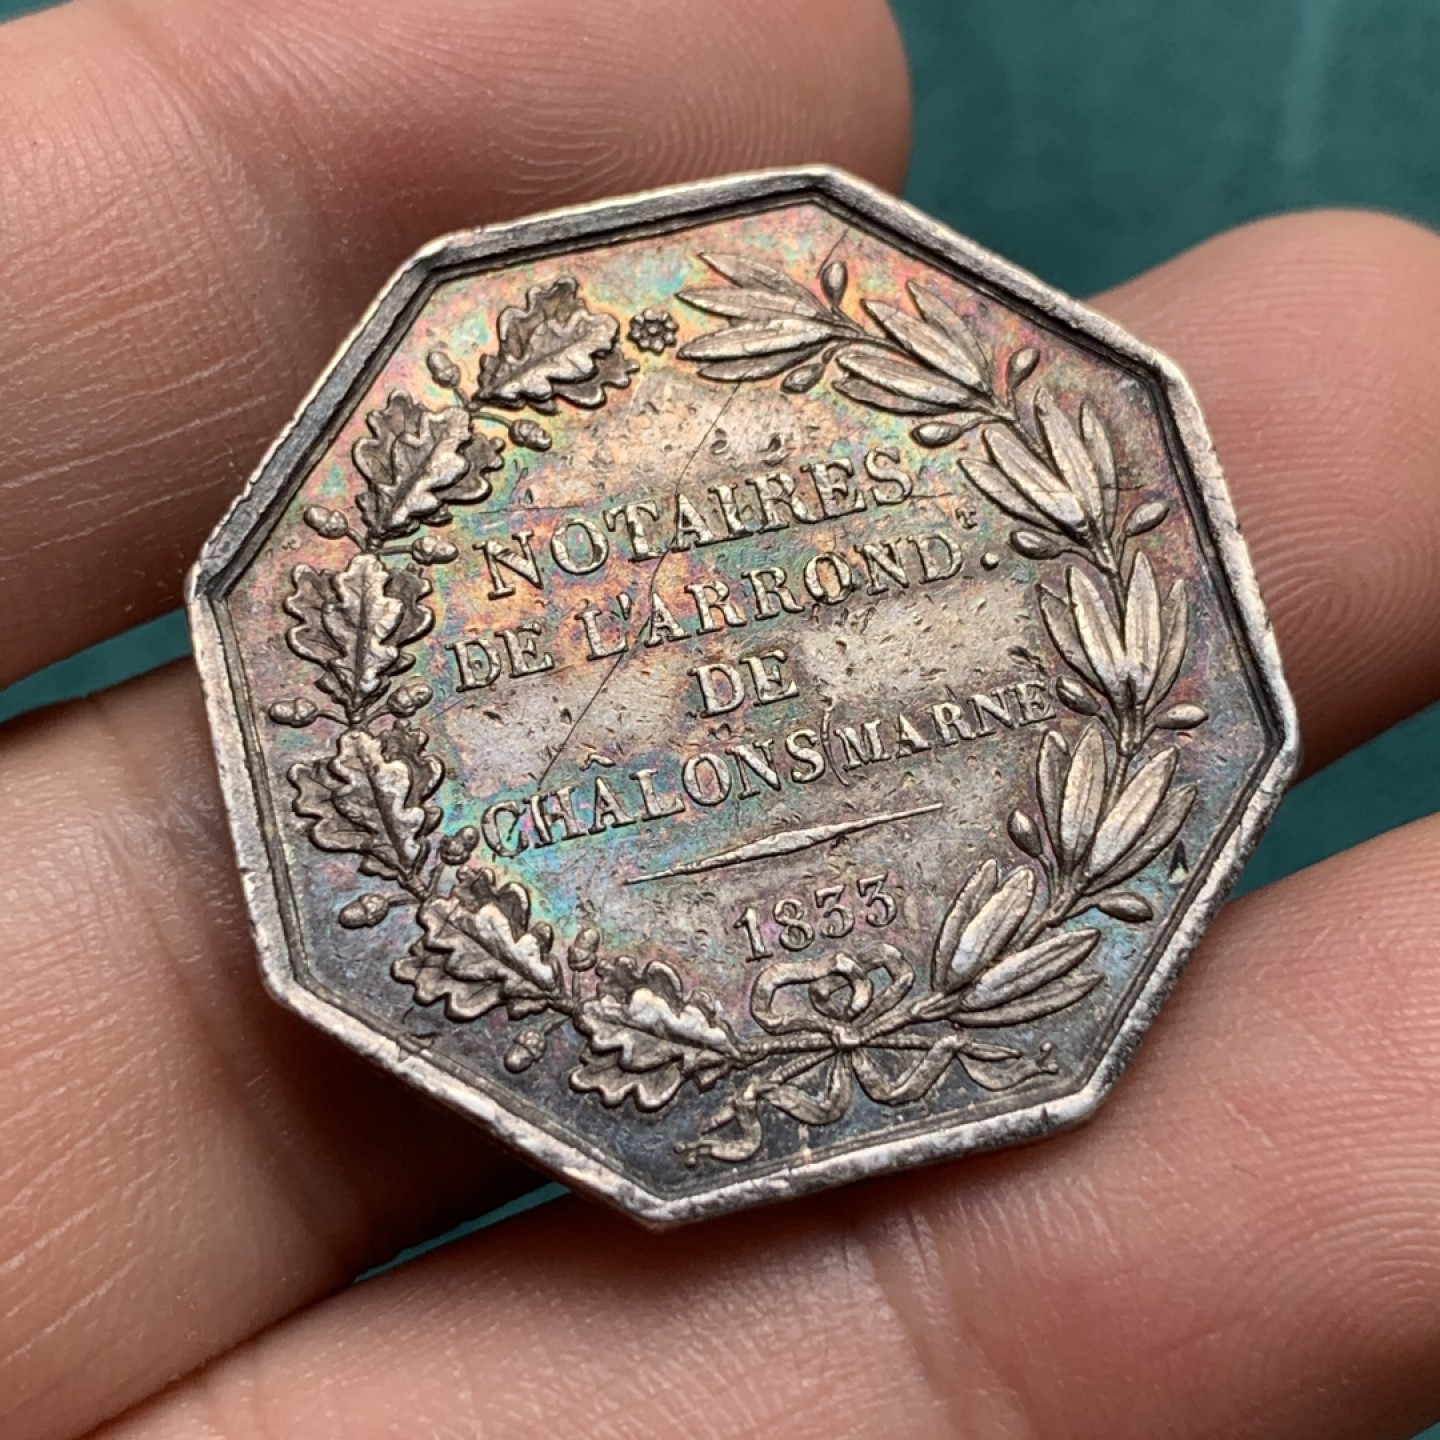 NOTAIRES
DE L'ARROND.
DE
CHÂLONS (MARNE
1833